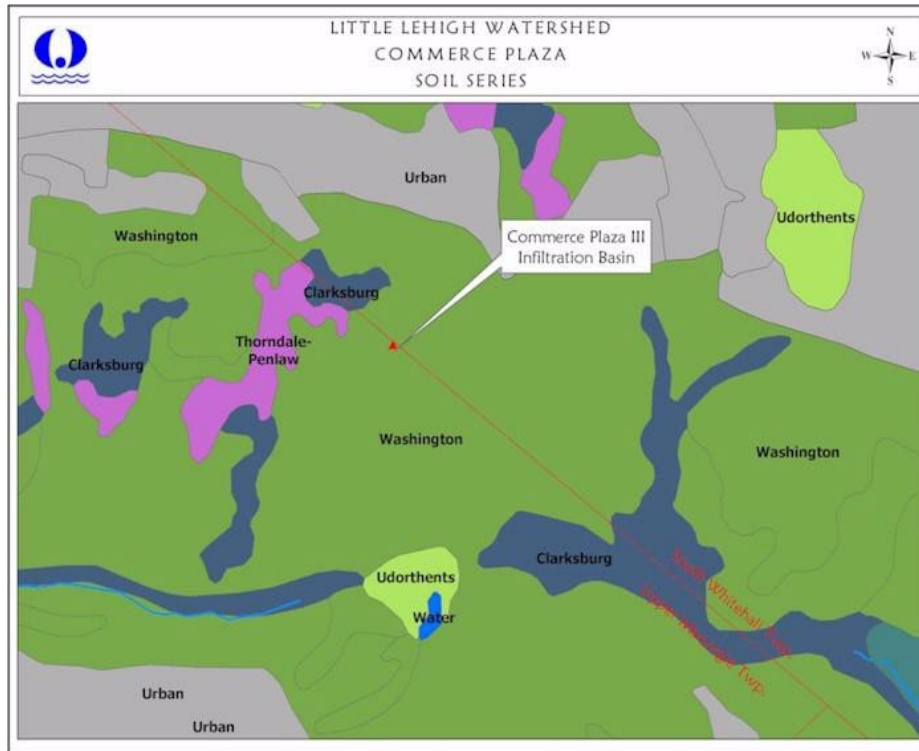 LITTLE LEHIGH WATERSHED
COMMERCE PLAZA
SOIL SERIES
N
W E
S
Urban
Udorthents
Washington
Commerce Plaza III
Infiltration Basin
Clarksburg
Thorndale-
Penlaw
Clarksburg
Washington
Washington
Clarksburg
South Whitehall Twp.
Upper Macungie Twp.
Udorthents
Water
Urban
Urban